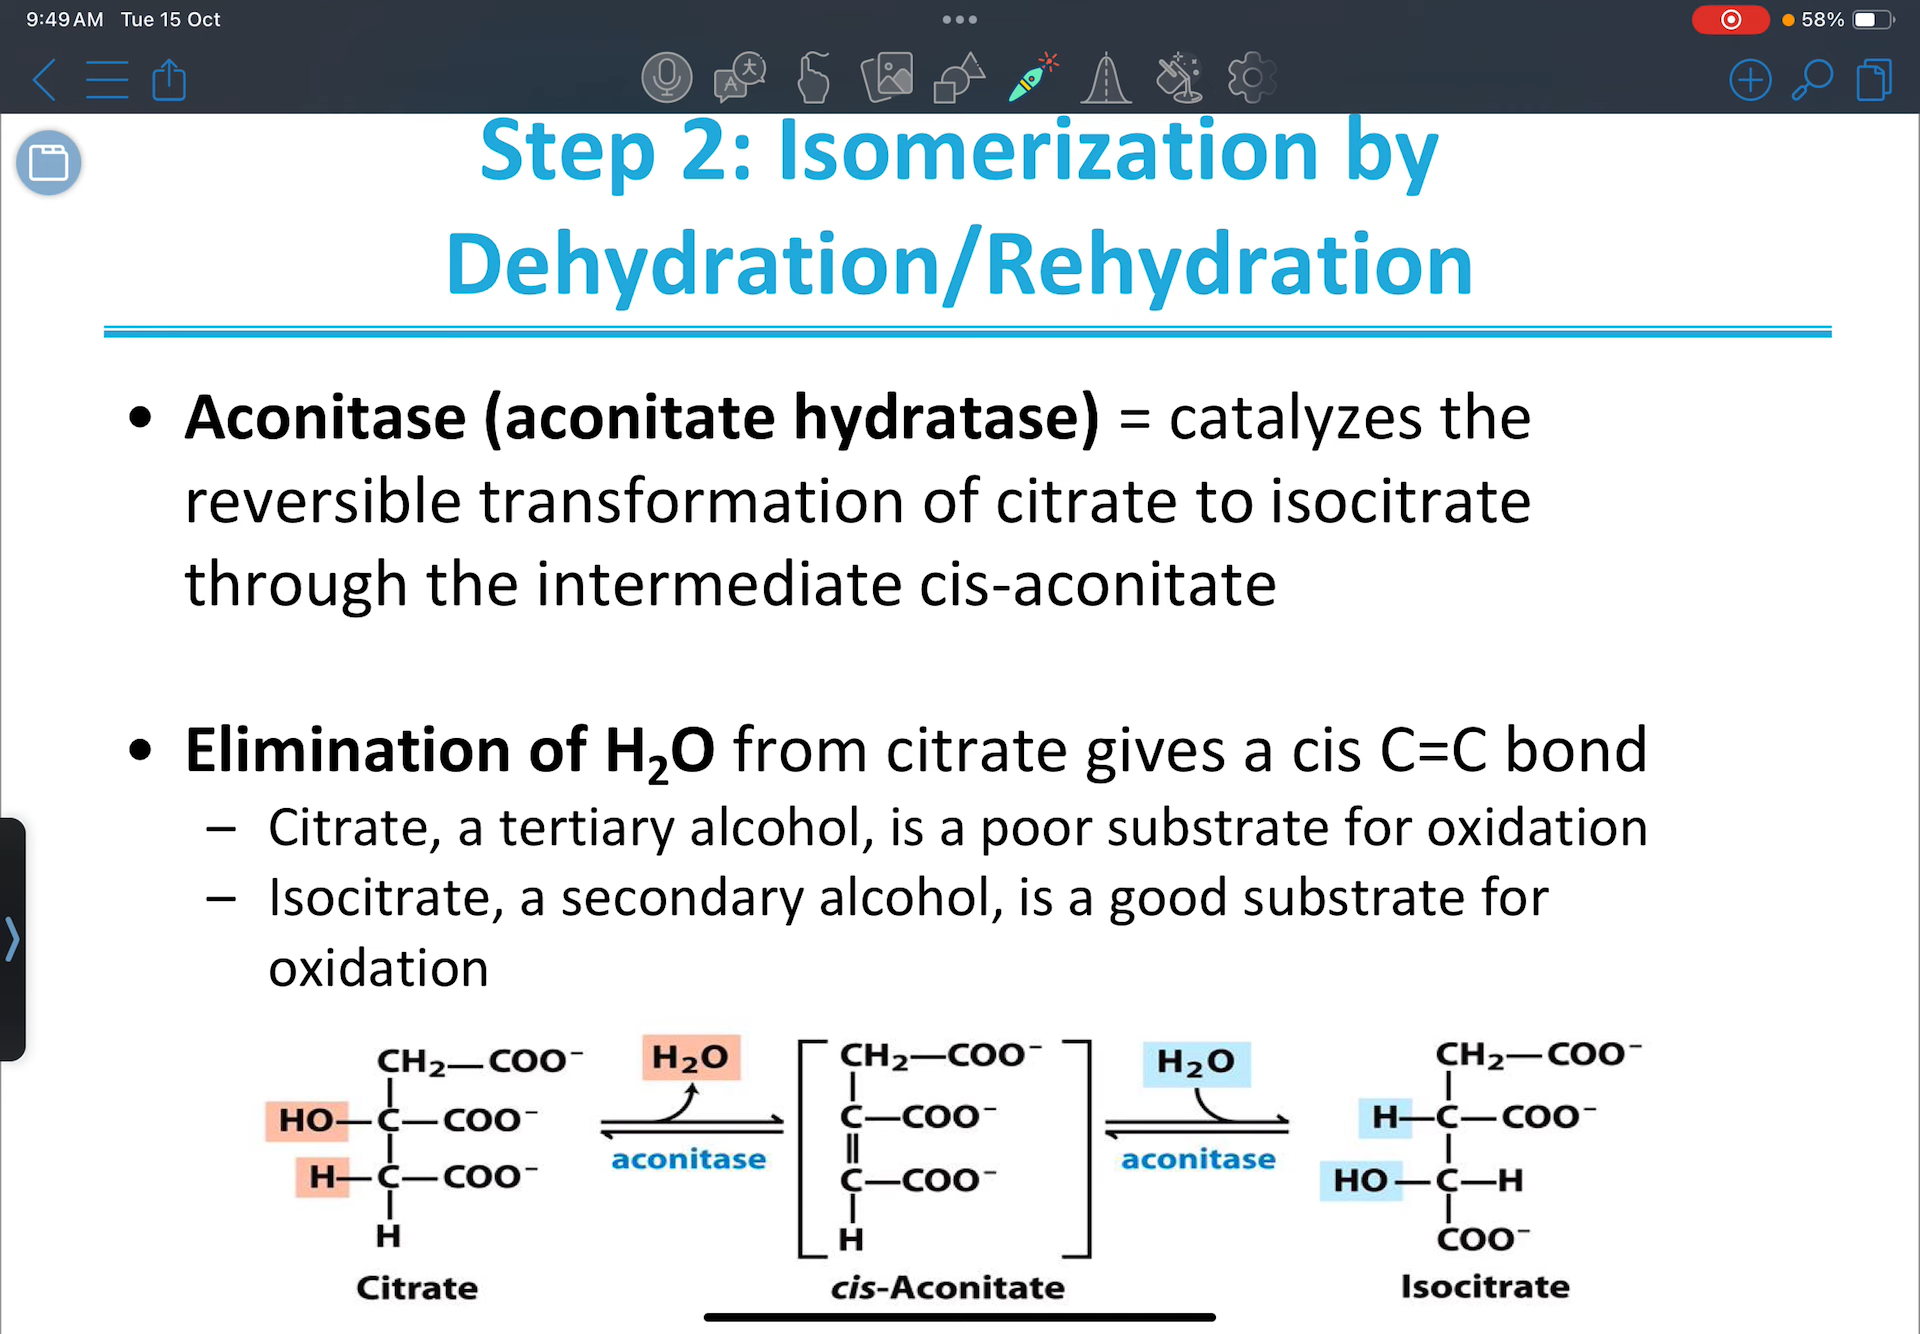 9:49 AM Tue 15 Oct
58%
Step 2: Isomerization by
Dehydration/Rehydration
• Aconitase (aconitate hydratase) = catalyzes the
reversible transformation of citrate to isocitrate
through the intermediate cis-aconitate
• Elimination of H₂O from citrate gives a cis C=C bond
– Citrate, a tertiary alcohol, is a poor substrate for oxidation
– Isocitrate, a secondary alcohol, is a good substrate for
oxidation
CH₂—COO⁻
HO—C—COO⁻
H—C—COO⁻
H
Citrate
H₂O
aconitase
CH₂—COO⁻
C—COO⁻
C—COO⁻
H
cis-Aconitate
H₂O
aconitase
CH₂—COO⁻
H—C—COO⁻
HO—C—H
COO⁻
Isocitrate